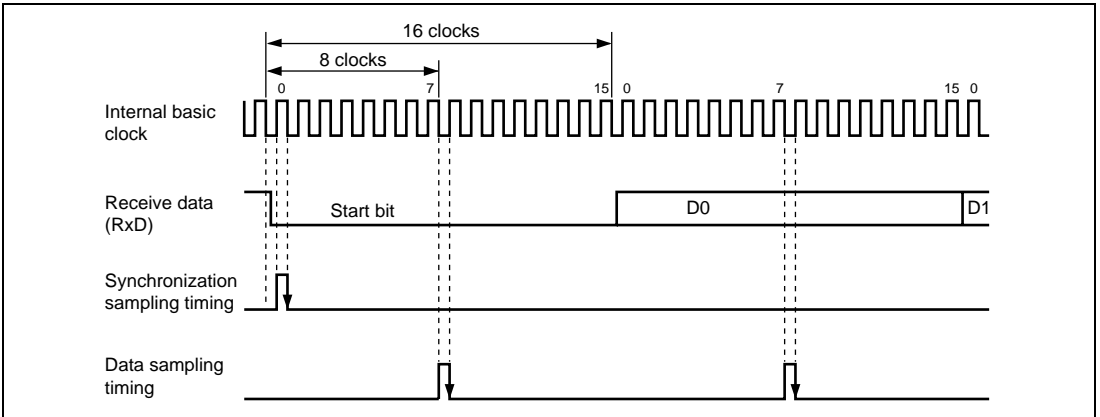 16 clocks
8 clocks
0 7 15 0 7 15 0
Internal basic
clock
Receive data
(RxD)
Start bit
D0
D1
Synchronization
sampling timing
Data sampling
timing